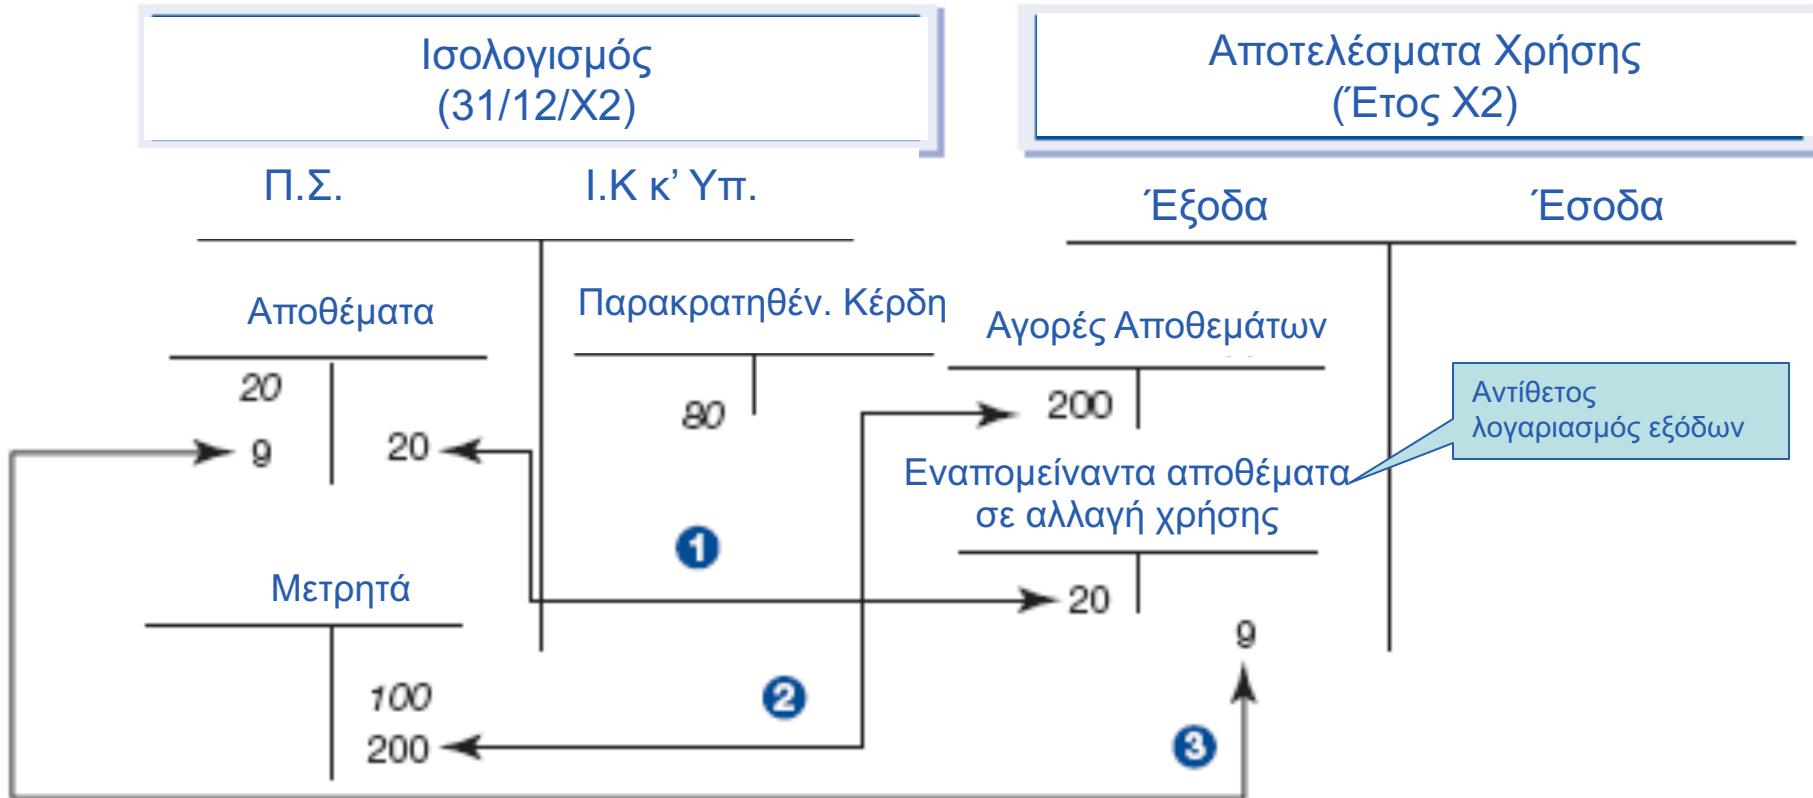 Ισολογισμός
(31/12/Χ2)
Αποτελέσματα Χρήσης
(Έτος Χ2)
Π.Σ.
Ι.Κ κ’ Υπ.
Έξοδα
Έσοδα
Αποθέματα
20
9
20
Παρακρατηθέν. Κέρδη
80
Αγορές Αποθεμάτων
200
Αντίθετος
λογαριασμός εξόδων
Εναπομείναντα αποθέματα
σε αλλαγή χρήσης
20
9
1
Μετρητά
100
200
2
3